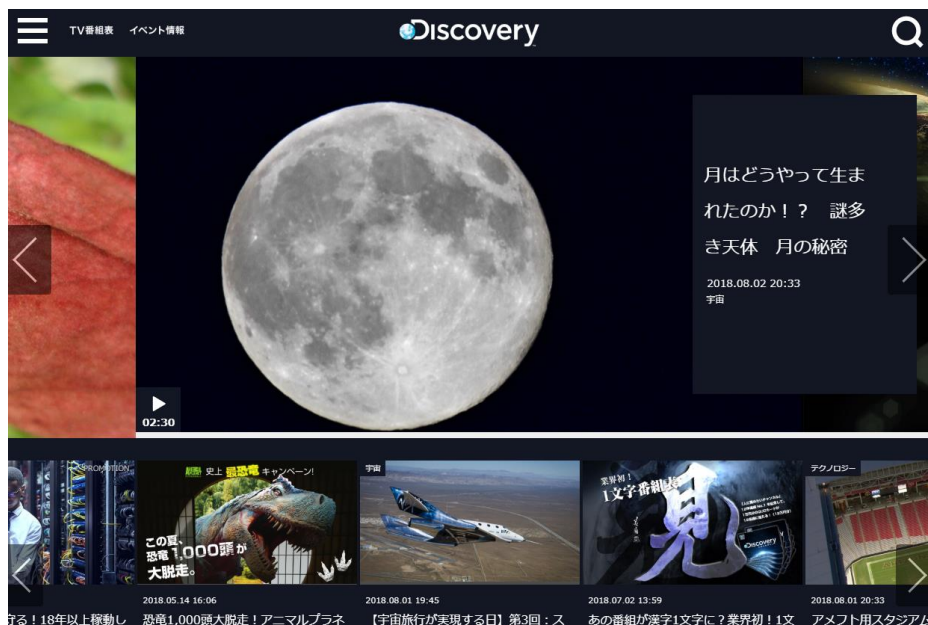 TV番組表 イベント情報
Discovery
月はどうやって生ま
れたのか！？ 謎多
き天体 月の秘密
2018.08.02 20:33
宇宙
02:30
PROMOTION
史上 最恐竜 キャンペーン!
この夏、
恐竜1,000頭が
大脱走。
宇宙
業界初！
1文字番組表
見
Discovery
テクノロジー
守る！18年以上稼動し
2018.05.14 16:06
恐竜1,000頭大脱走！アニマルプラネ
2018.08.01 19:45
【宇宙旅行が実現する日】第3回：ス
2018.07.02 13:59
あの番組が漢字1文字に？業界初！1文
2018.08.01 20:33
アメフト用スタジアム